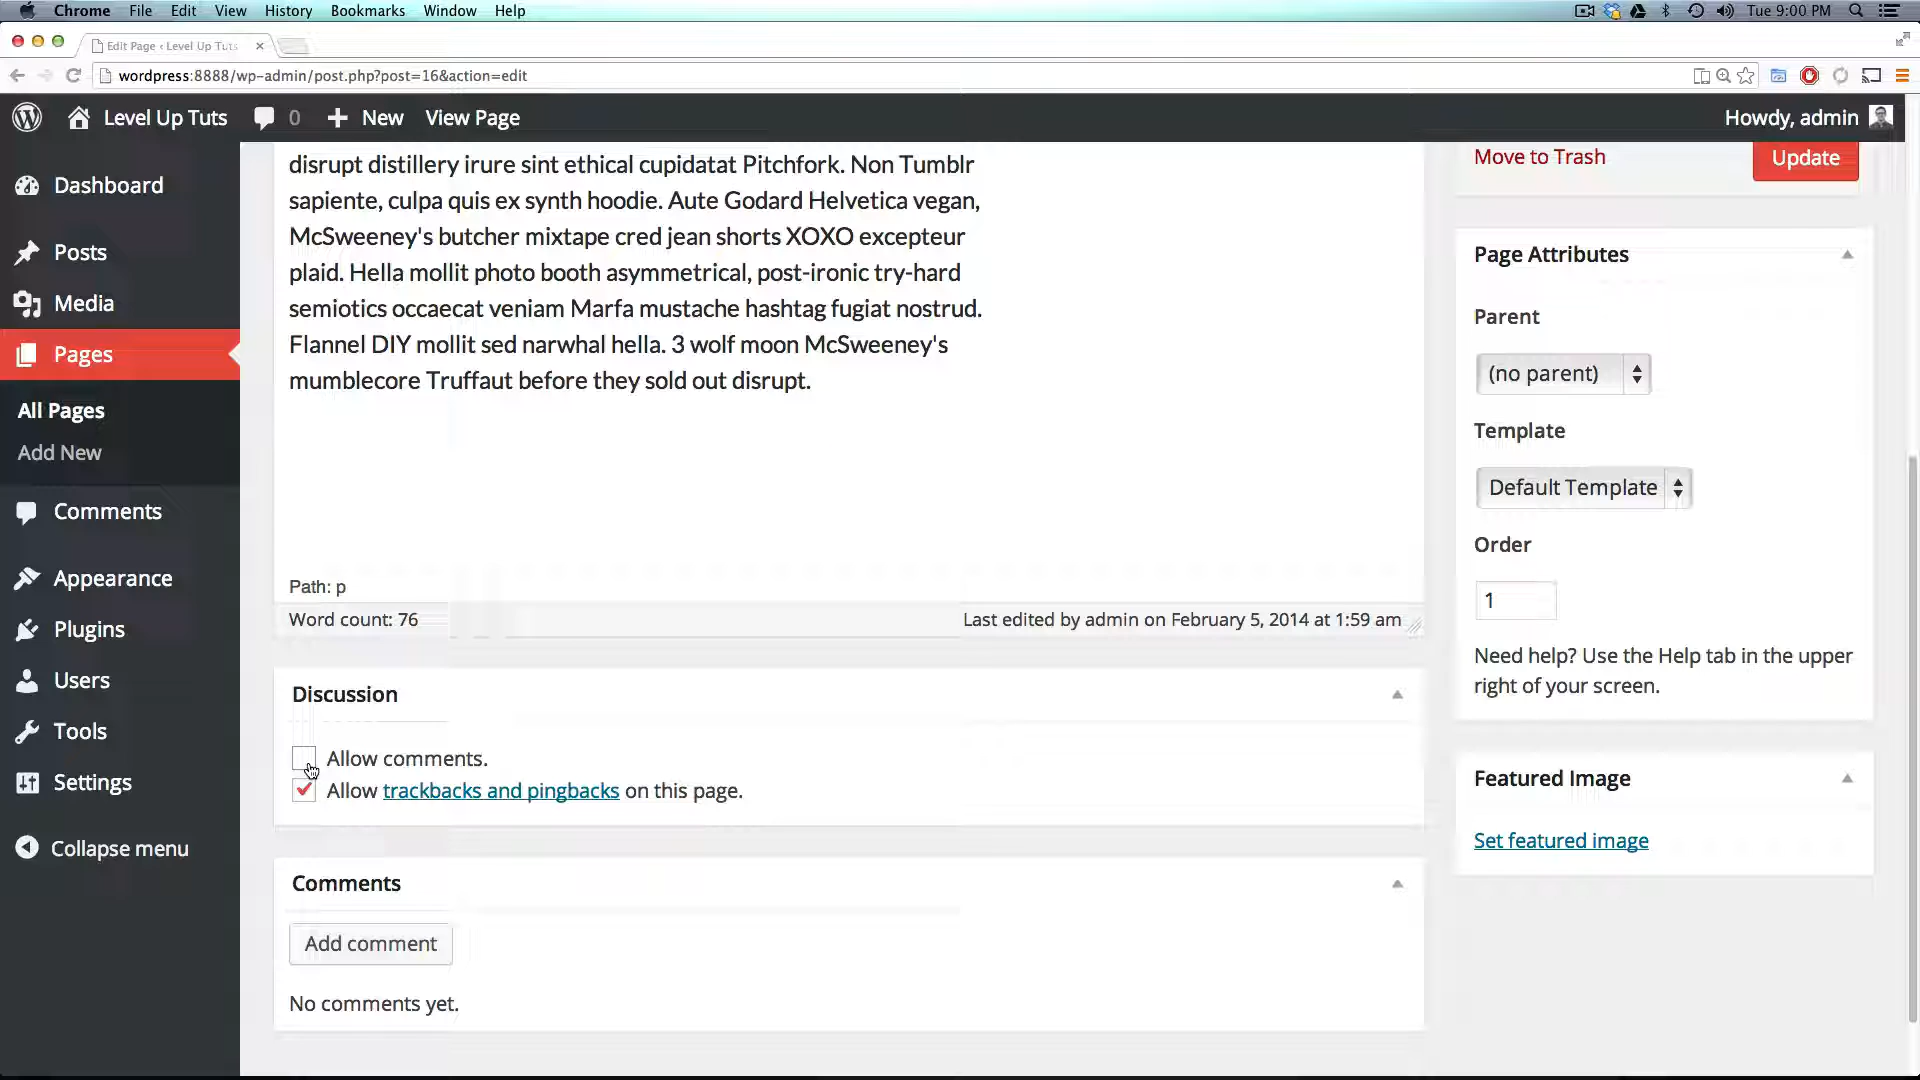 Chrome File Edit View History Bookmarks Window Help Tue 9:00 PM
Edit Page ‹ Level Up Tuts
wordpress:8888/wp-admin/post.php?post=16&action=edit
Level Up Tuts 0 New View Page Howdy, admin
Dashboard
Posts
Media
Pages
All Pages
Add New
Comments
Appearance
Plugins
Users
Tools
Settings
Collapse menu
disrupt distillery irure sint ethical cupidatat Pitchfork. Non Tumblr
sapiente, culpa quis ex synth hoodie. Aute Godard Helvetica vegan,
McSweeney's butcher mixtape cred jean shorts XOXO excepteur
plaid. Hella mollit photo booth asymmetrical, post-ironic try-hard
semiotics occaecat veniam Marfa mustache hashtag fugiat nostrud.
Flannel DIY mollit sed narwhal hella. 3 wolf moon McSweeney's
mumblecore Truffaut before they sold out disrupt.
Path: p
Word count: 76 Last edited by admin on February 5, 2014 at 1:59 am
Discussion
Allow comments.
Allow trackbacks and pingbacks on this page.
Comments
Add comment
No comments yet.
Move to Trash Update
Page Attributes
Parent
(no parent)
Template
Default Template
Order
1
Need help? Use the Help tab in the upper
right of your screen.
Featured Image
Set featured image